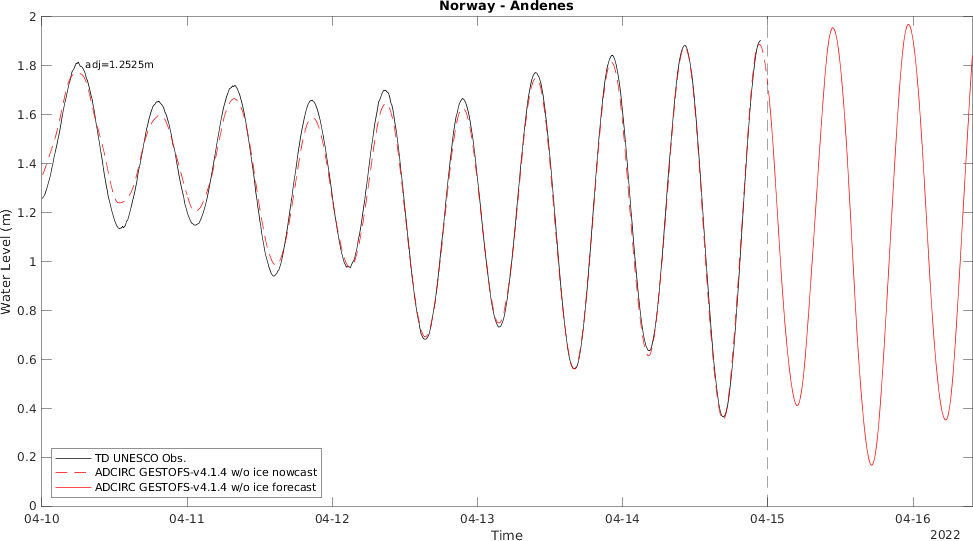 Norway - Andenes
2
1.8
1.6
1.4
1.2
1
0.8
0.6
0.4
0.2
0
Water Level (m)
adj=1.2525m
TD UNESCO Obs.
ADCIRC GESTOFS-v4.1.4 w/o ice nowcast
ADCIRC GESTOFS-v4.1.4 w/o ice forecast
04-10 04-11 04-12 04-13 04-14 04-15 04-16
Time
2022